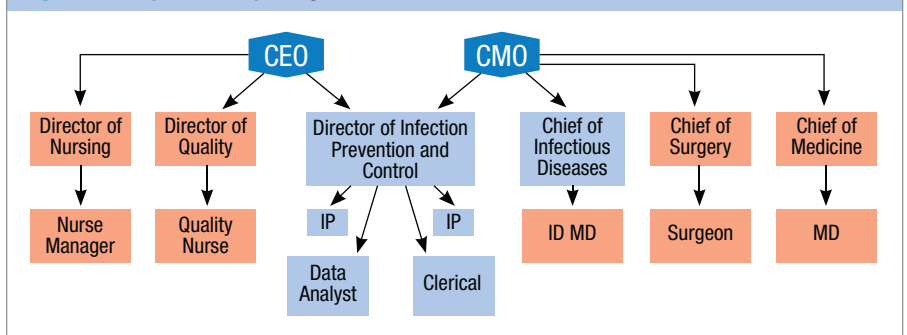 CEO
CMO
Director of
Nursing
Director of
Quality
Director of Infection
Prevention and
Control
Chief of
Infectious
Diseases
Chief of
Surgery
Chief of
Medicine
Nurse
Manager
Quality
Nurse
IP
IP
Data
Analyst
Clerical
ID MD
Surgeon
MD